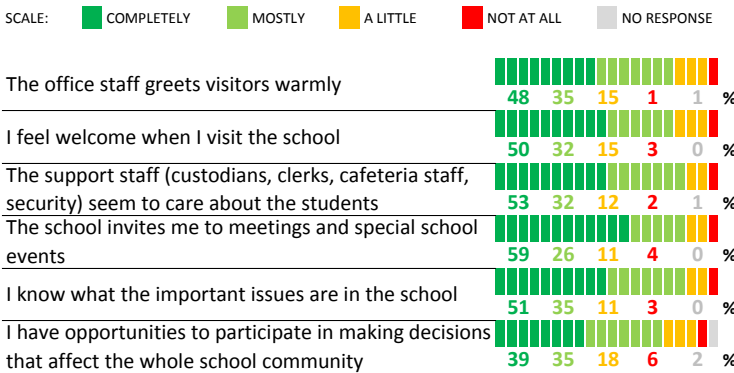 SCALE: COMPLETELY MOSTLY A LITTLE NOT AT ALL NO RESPONSE
The office staff greets visitors warmly
48 35 15 1 1 %
I feel welcome when I visit the school
50 32 15 3 0 %
The support staff (custodians, clerks, cafeteria staff,
security) seem to care about the students
53 32 12 2 1 %
The school invites me to meetings and special school
events
59 26 11 4 0 %
I know what the important issues are in the school
51 35 11 3 0 %
I have opportunities to participate in making decisions
that affect the whole school community
39 35 18 6 2 %